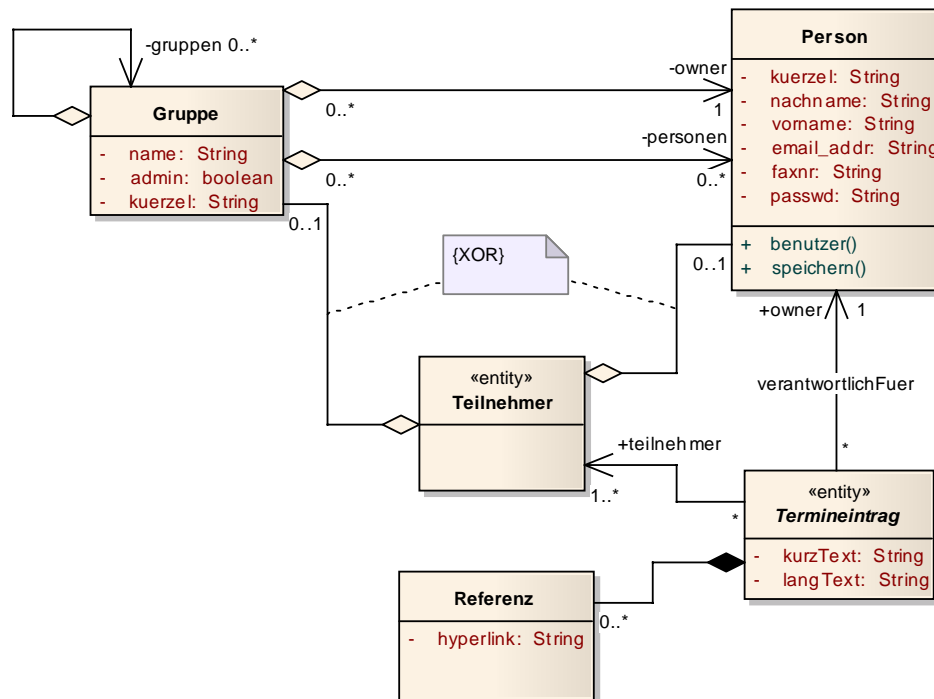 Person
-gruppen 0..*
-owner
- kuerzel: String
- nachname: String
- vorname: String
- email_addr: String
- faxnr: String
- passwd: String
+ benutzer()
+ speichern()
Gruppe
- name: String
- admin: boolean
- kuerzel: String
0..*
1
-personen
0..*
0..*
0..1
{XOR}
0..1
+owner
1
«entity»
Teilnehmer
verantwortlichFuer
+teilnehmer
*
1..*
*
«entity»
Termineintrag
- kurzText: String
- langText: String
Referenz
- hyperlink: String
0..*